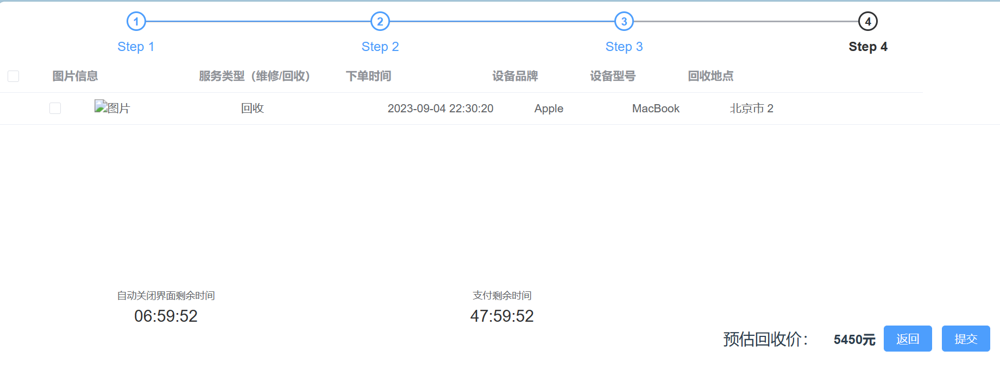 1 2 3 4
Step 1 Step 2 Step 3 Step 4
图片信息 服务类型（维修/回收） 下单时间 设备品牌 设备型号 回收地点
图片 回收 2023-09-04 22:30:20 Apple MacBook 北京市 2
自动关闭界面剩余时间 支付剩余时间
06:59:52 47:59:52
预估回收价： 5450元 返回 提交